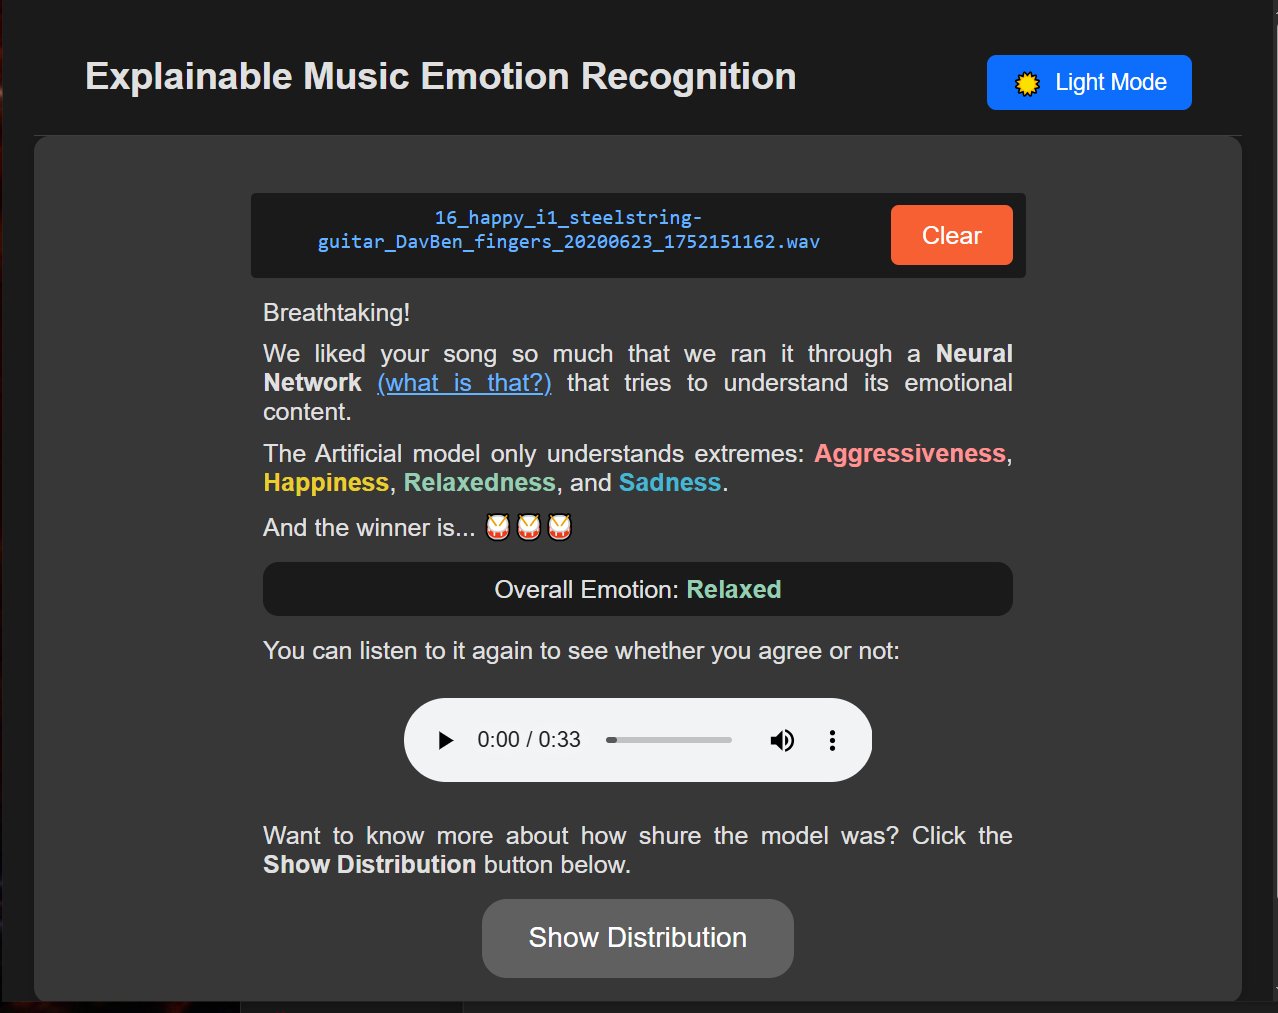 Explainable Music Emotion Recognition
Light Mode
16_happy_i1_steelstring-
guitar_DavBen_fingers_20200623_1752151162.wav
Clear
Breathtaking!
We liked your song so much that we ran it through a Neural
Network (what is that?) that tries to understand its emotional
content.
The Artificial model only understands extremes: Aggressiveness,
Happiness, Relaxedness, and Sadness.
And the winner is...
Overall Emotion: Relaxed
You can listen to it again to see whether you agree or not:
0:00 / 0:33
Want to know more about how shure the model was? Click the
Show Distribution button below.
Show Distribution